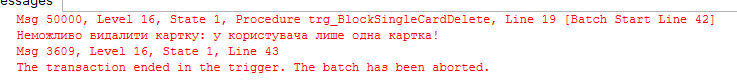 essages
Msg 50000, Level 16, State 1, Procedure trg_BlockSingleCardDelete, Line 19 [Batch Start Line 42]
Неможливо видалити картку: у користувача лише одна картка!
Msg 3609, Level 16, State 1, Line 43
The transaction ended in the trigger. The batch has been aborted.